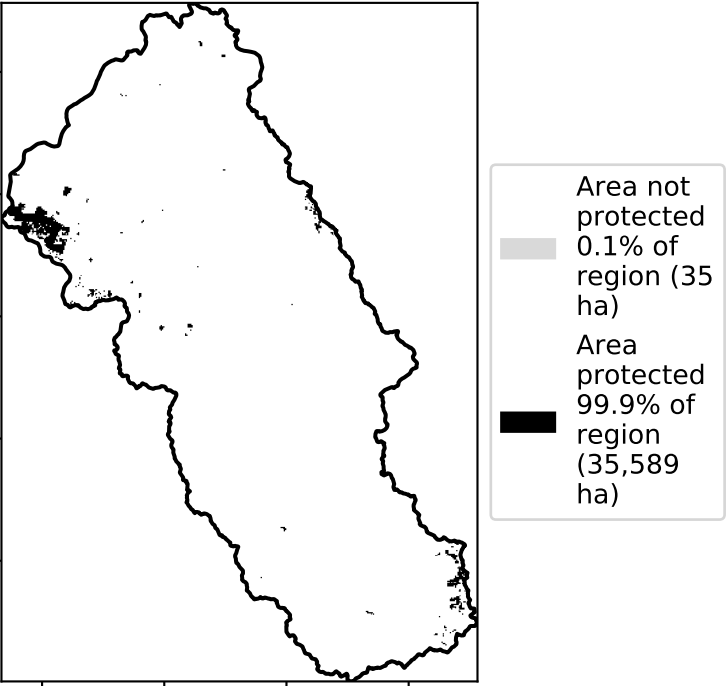 Area not
protected
0.1% of
region (35
ha)
Area
protected
99.9% of
region
(35,589
ha)